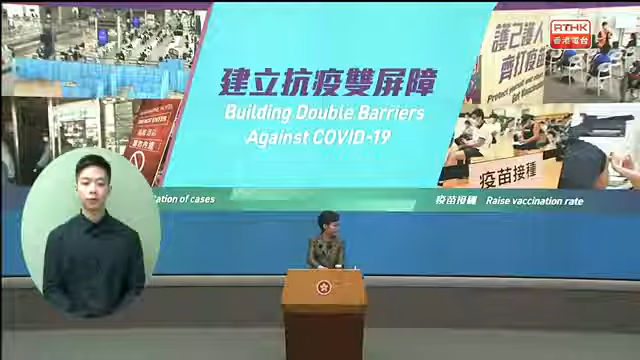 RTHK
香港電台
護己護人
齊打疫苗
Protect yourself and others
Get Vaccinated
建立抗疫雙屏障
Building Double Barriers
Against COVID-19
疫苗接種
ation of cases
疫苗接種 Raise vaccination rate